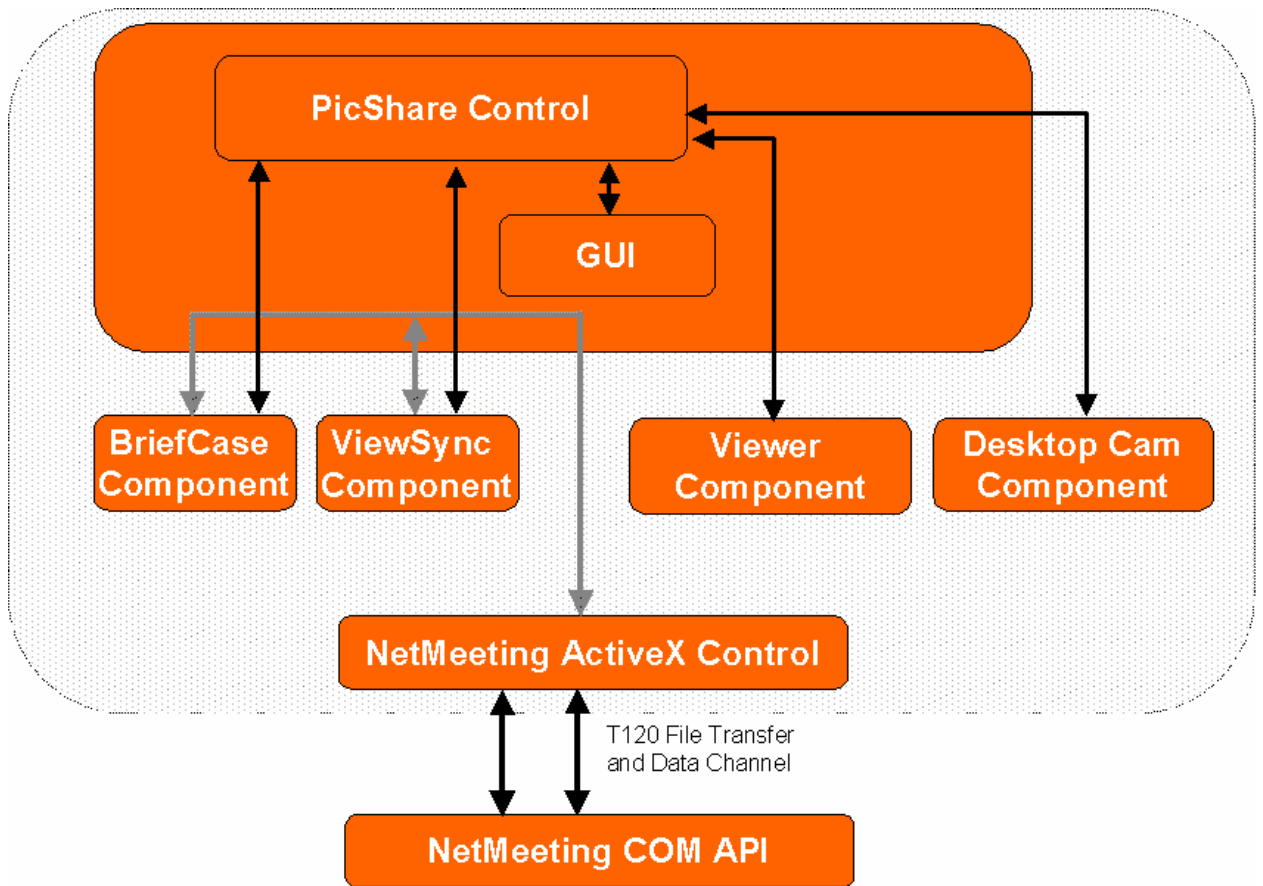 PicShare Control
GUI
BriefCase
Component
ViewSync
Component
Viewer
Component
Desktop Cam
Component
NetMeeting ActiveX Control
T120 File Transfer
and Data Channel
NetMeeting COM API